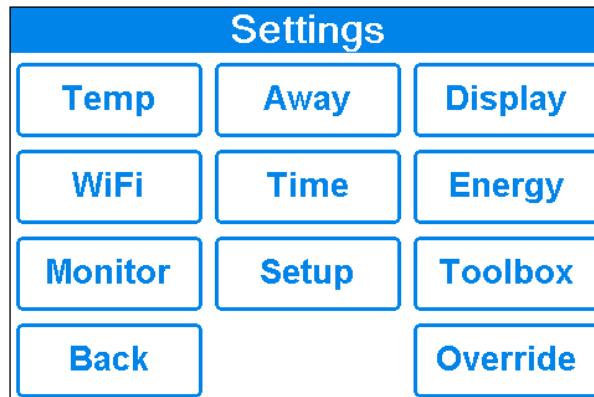 Settings
Temp Away Display
WiFi Time Energy
Monitor Setup Toolbox
Back Override